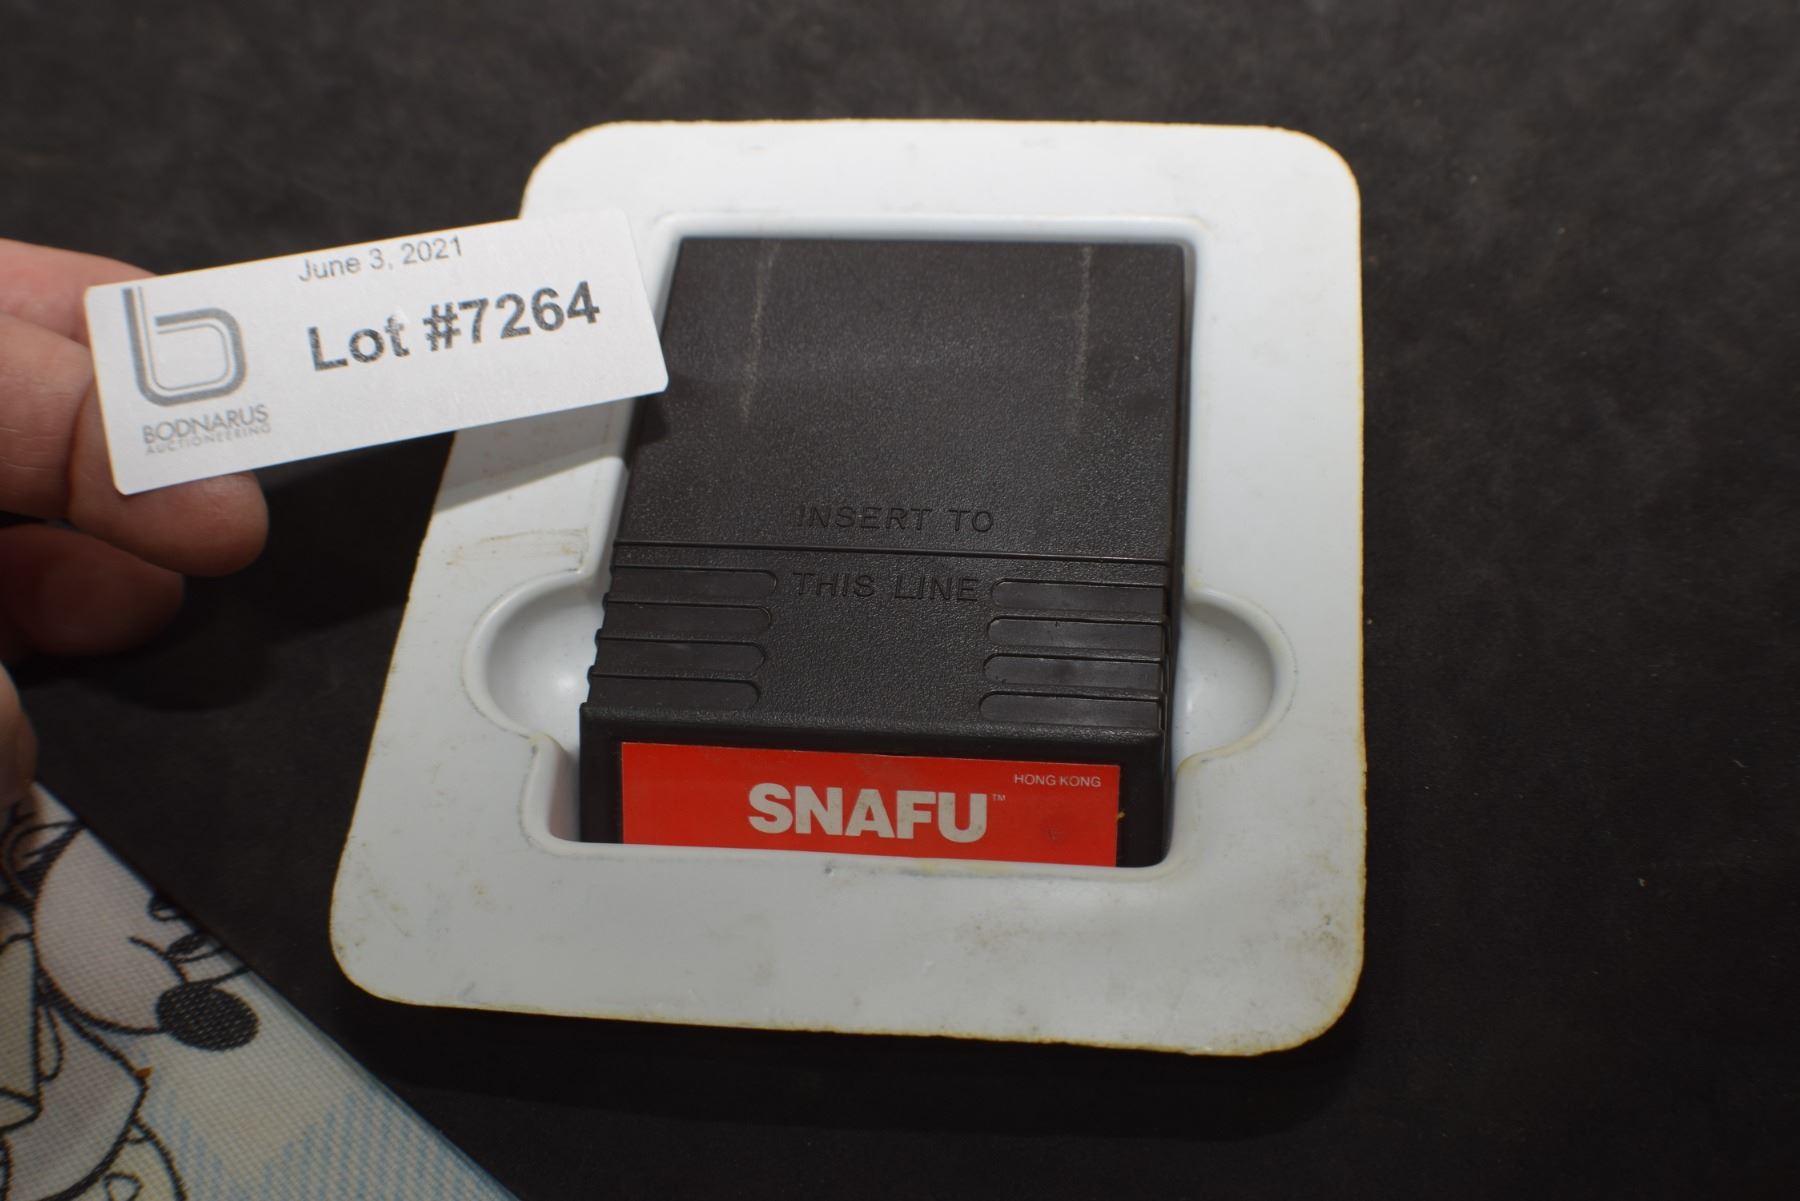 June 3, 2021
Lot #7264
BODNARUS
AUCTIONEERING
INSERT TO
THIS LINE
HONG KONG
SNAFU™